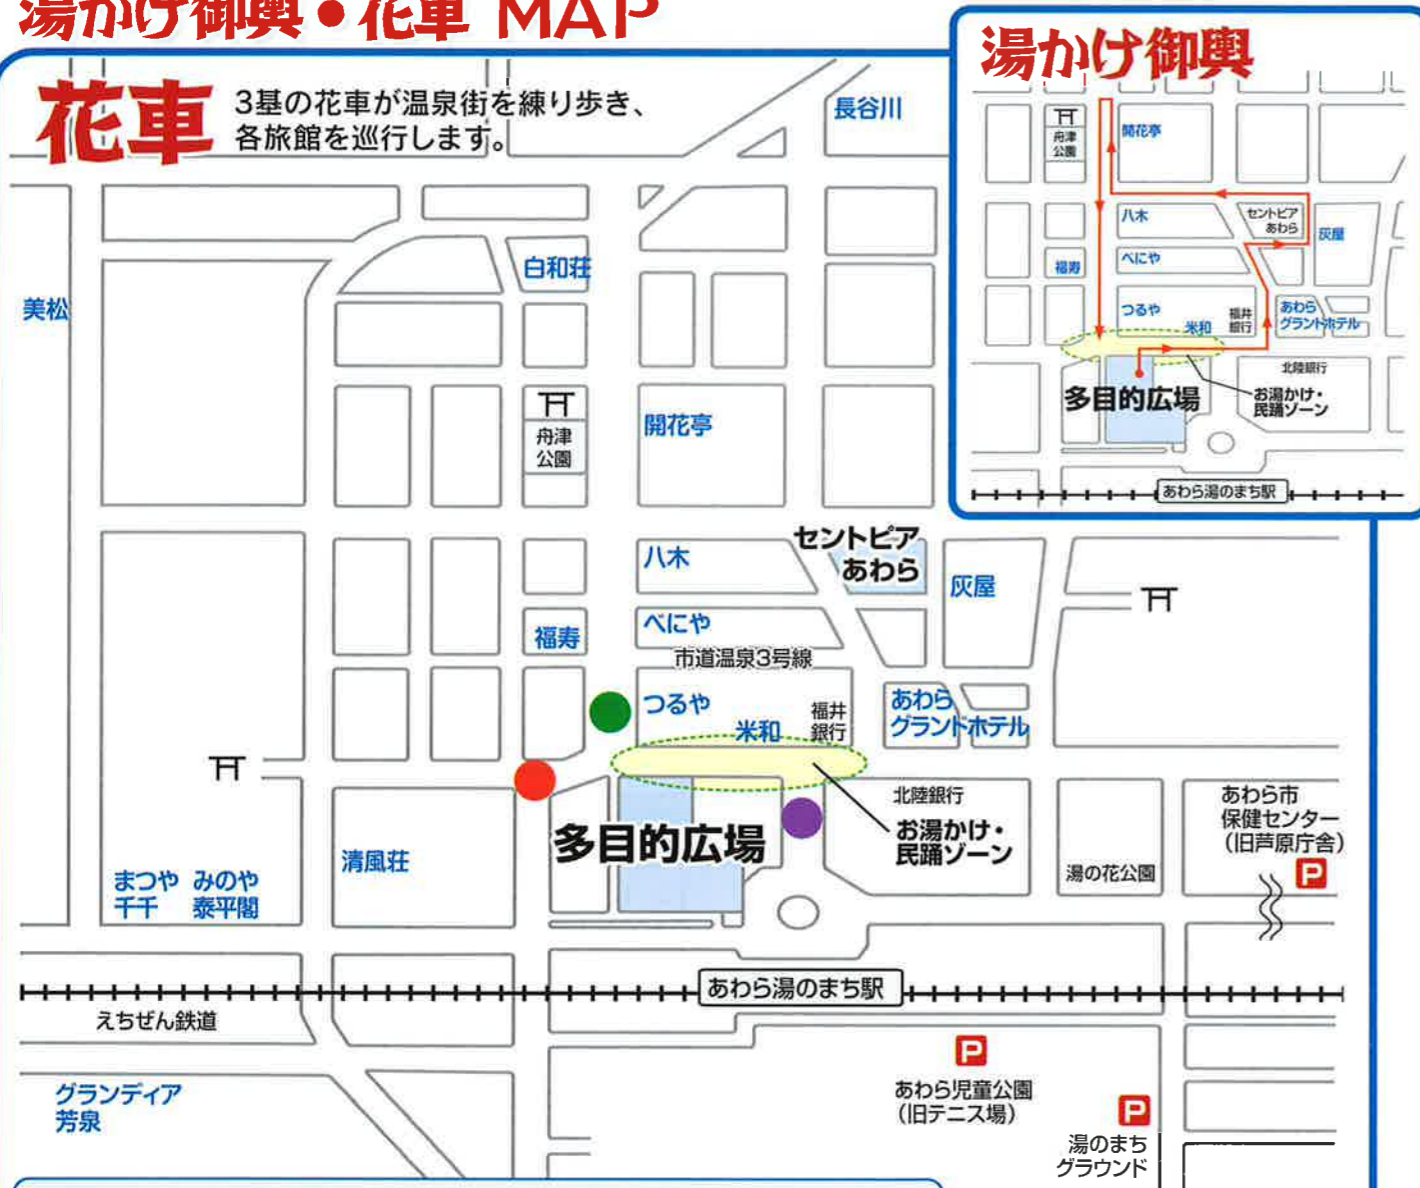 湯かけ御輿●花車 MAP
花車
3基の花車が温泉街を練り歩き、
各旅館を巡行します。
長谷川
白和荘
美松
舟津
公園
開花亭
セントピア
あわら
八木
灰屋
べにや
福寿
市道温泉3号線
つるや
米和
福井
銀行
あわら
グランドホテル
北陸銀行
お湯かけ・
民踊ゾーン
多目的広場
清風荘
まつや みのや
千千 泰平閣
湯の花公園
あわら市
保健センター
（旧芦原庁舎）
P
あわら湯のまち駅
えちぜん鉄道
グランディア
芳泉
P
あわら児童公園
（旧テニス場）
P
湯のまち
グラウンド
湯かけ御輿
舟津
公園
開花亭
八木
セントピア
あわら
灰屋
べにや
福寿
つるや
米和
福井
銀行
あわら
グランドホテル
北陸銀行
お湯かけ・
民踊ゾーン
多目的広場
あわら湯のまち駅